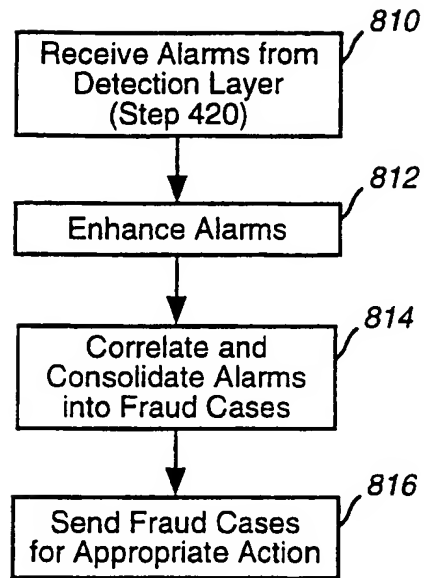 810
Receive Alarms from
Detection Layer
(Step 420)
812
Enhance Alarms
814
Correlate and
Consolidate Alarms
into Fraud Cases
816
Send Fraud Cases
for Appropriate Action